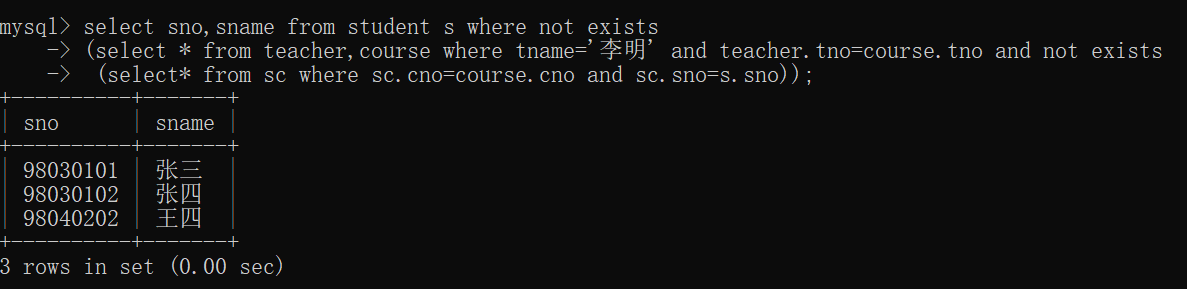 mysql> select sno,sname from student s where not exists
    -> (select * from teacher,course where tname='李明' and teacher.tno=course.tno and not exists
    ->  (select* from sc where sc.cno=course.cno and sc.sno=s.sno));
+----------+-------+
| sno      | sname |
+----------+-------+
| 98030101 | 张三  |
| 98030102 | 张四  |
| 98040202 | 王四  |
+----------+-------+
3 rows in set (0.00 sec)